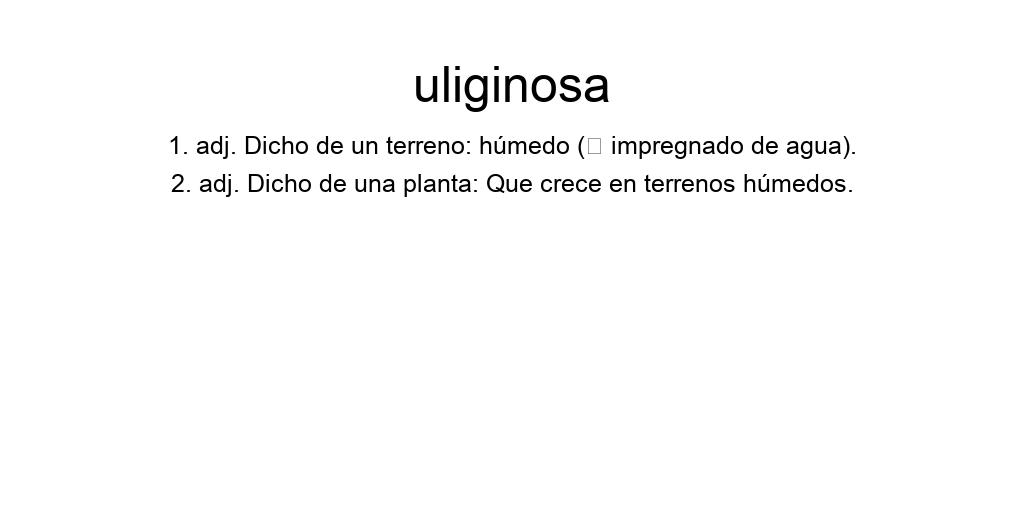 uliginosa
1. adj. Dicho de un terreno: húmedo (□ impregnado de agua).
2. adj. Dicho de una planta: Que crece en terrenos húmedos.